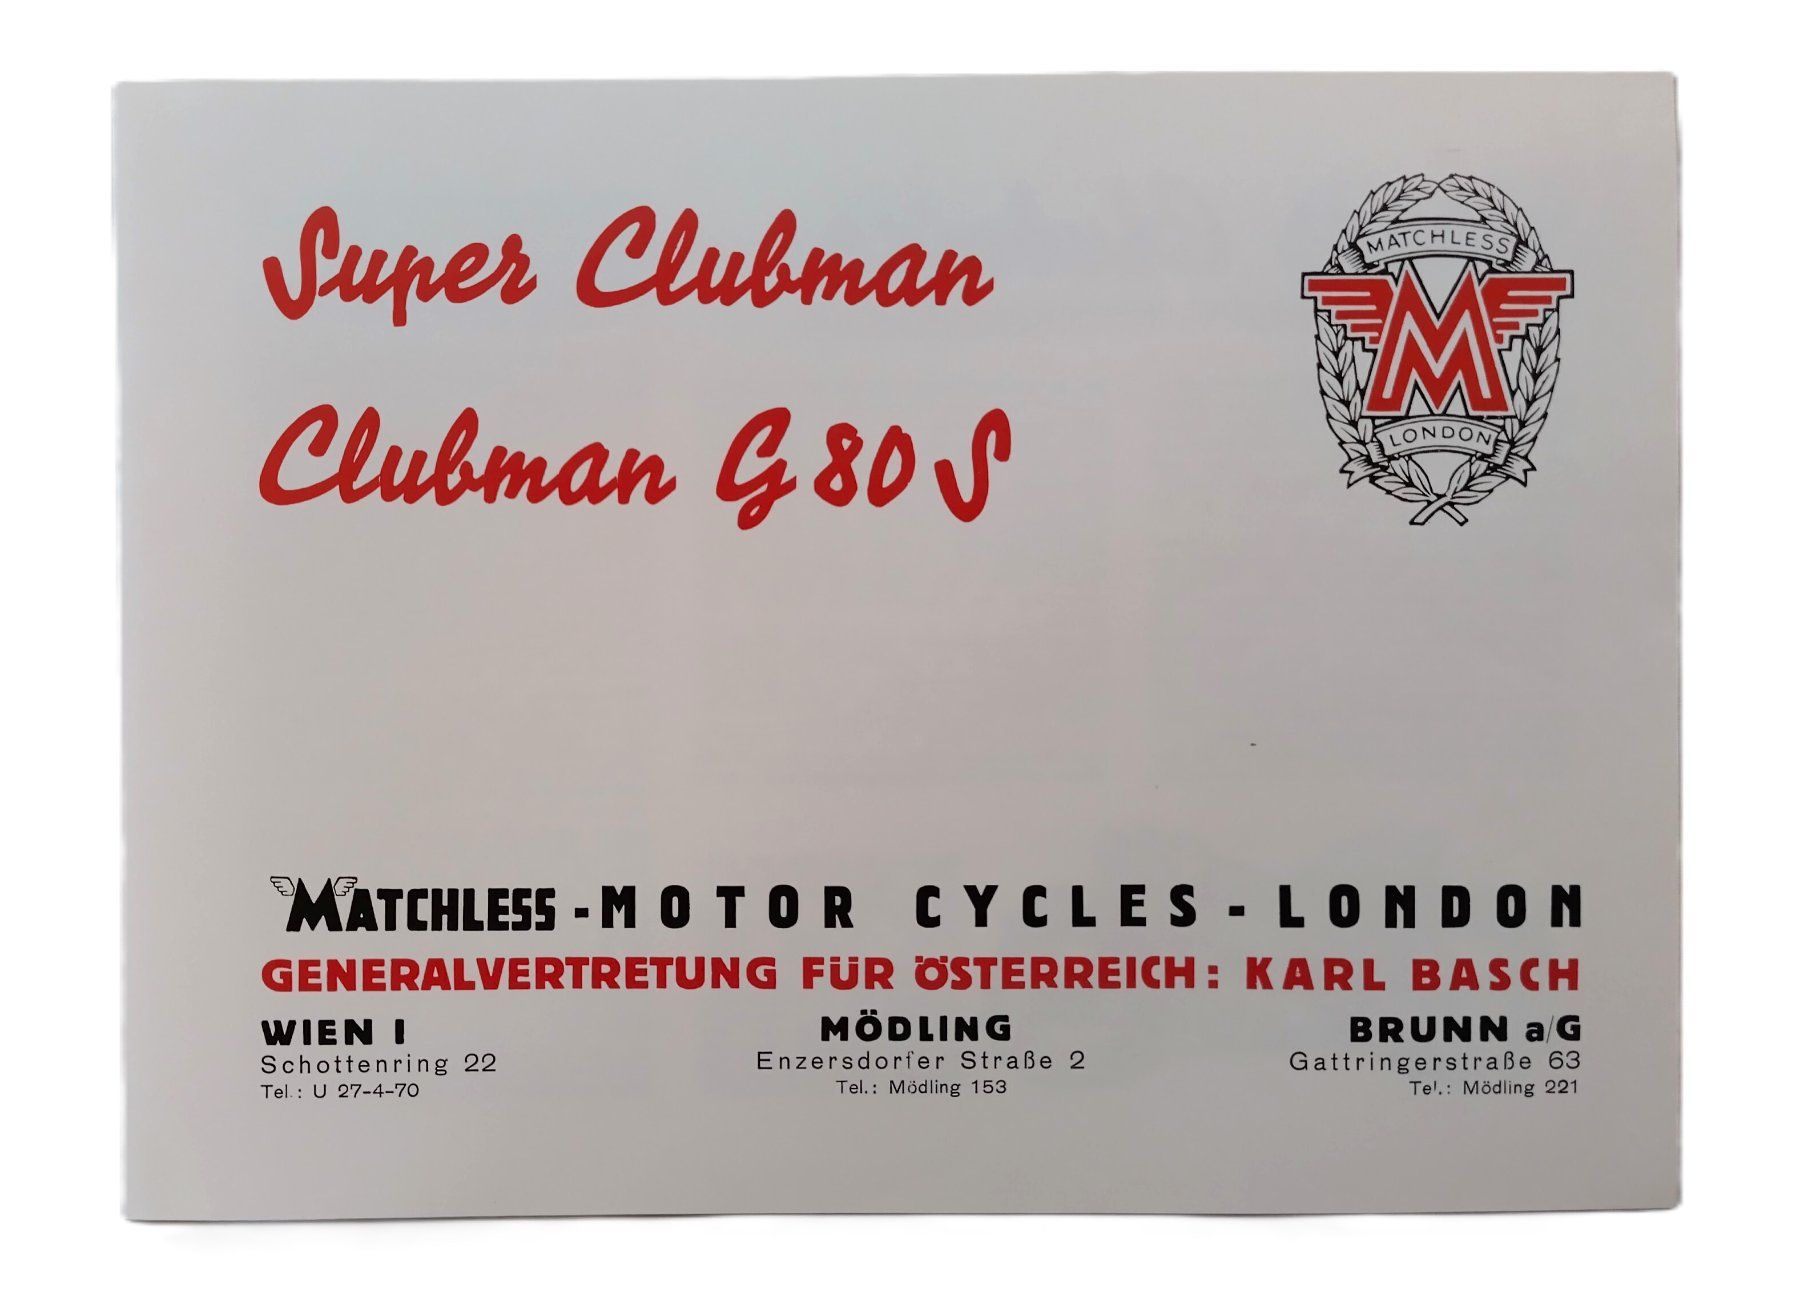 Super Clubman
Clubman G 80 S
MATCHLESS
M
LONDON
MATCHLESS - MOTOR CYCLES - LONDON
GENERALVERTRETUNG FÜR ÖSTERREICH: KARL BASCH
WIEN I
Schottenring 22
Tel.: U 27-4-70
MÖDLING
Enzersdorfer Straße 2
Tel.: Mödling 153
BRUNN a/G
Gattringerstraße 63
Tel.: Mödling 221